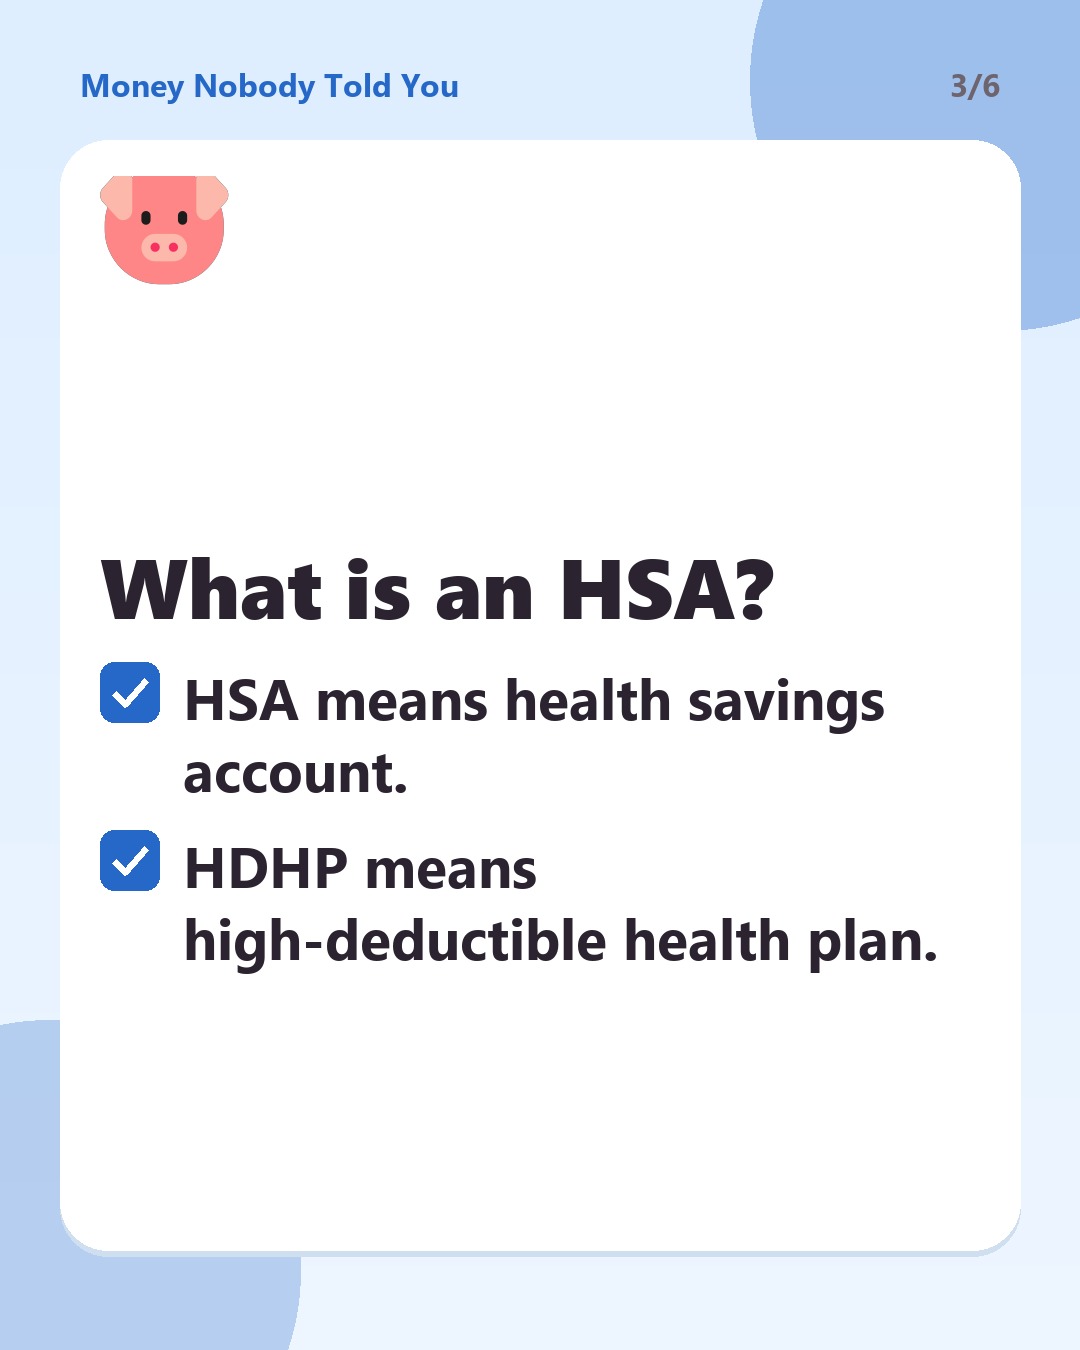 Money Nobody Told You
3/6
What is an HSA?
HSA means health savings
account.
HDHP means
high-deductible health plan.